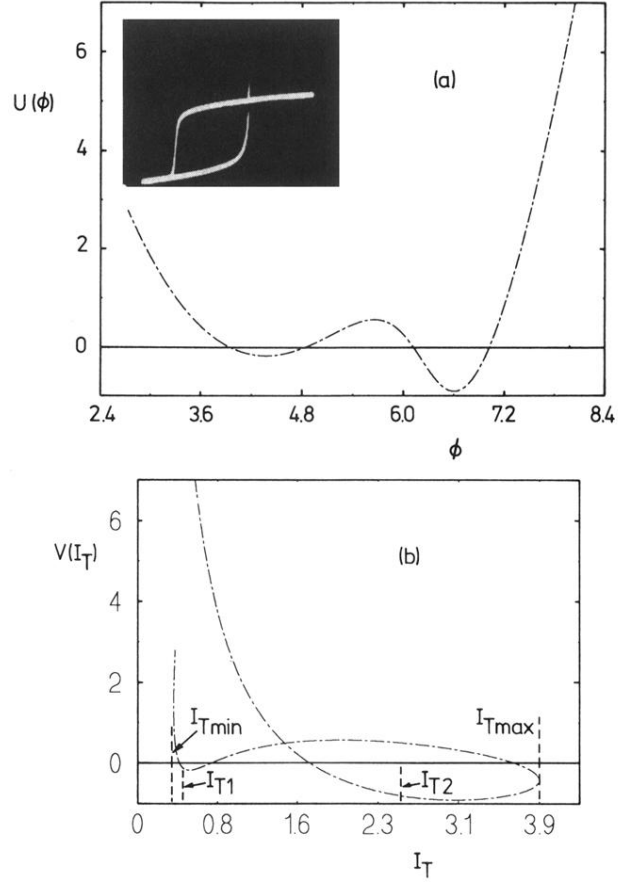 6
(a)
U(ϕ)
4
2
0
2.4 3.6 4.8 6.0 7.2 8.4
ϕ
6
V(I_T)
(b)
4
2
I_Tmin
I_Tmax
0
I_T1
I_T2
0 0.8 1.6 2.3 3.1 3.9
I_T